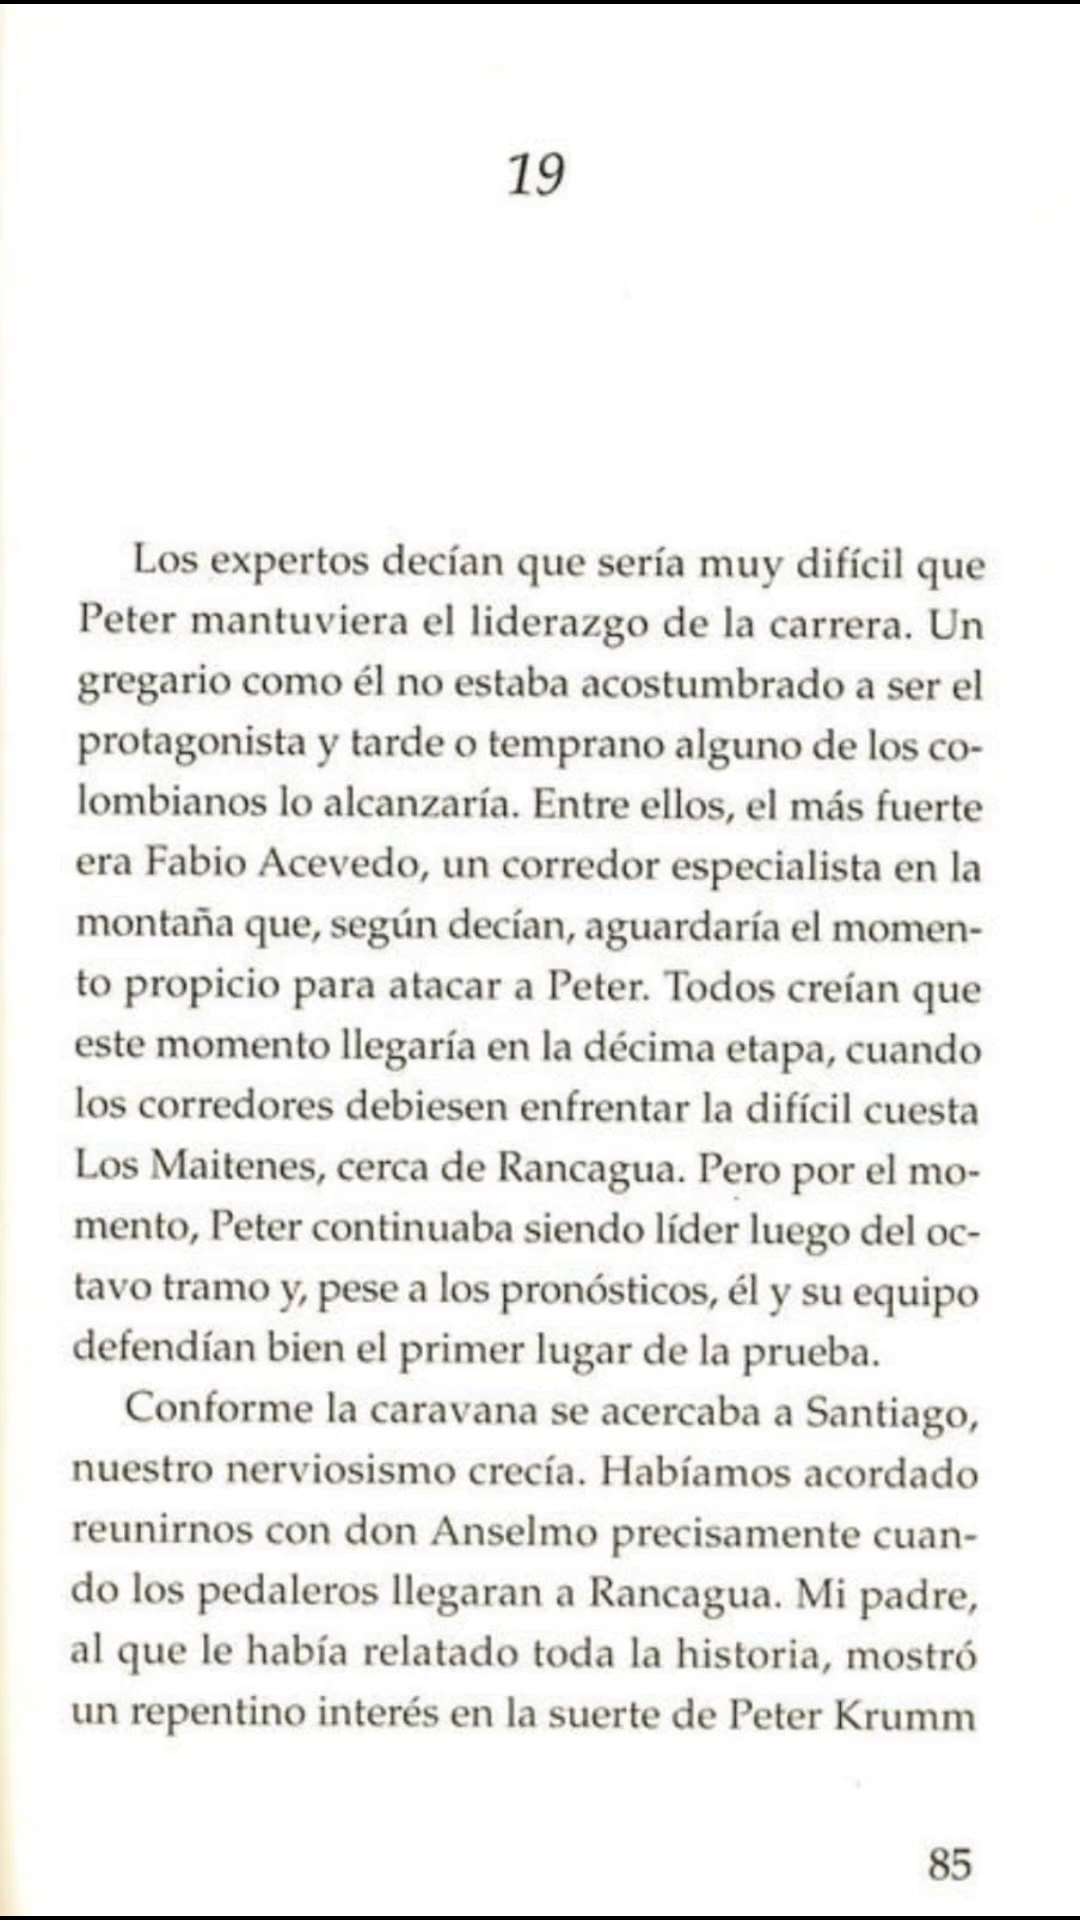 19
Los expertos decían que sería muy difícil que
Peter mantuviera el liderazgo de la carrera. Un
gregario como él no estaba acostumbrado a ser el
protagonista y tarde o temprano alguno de los co-
lombianos lo alcanzaría. Entre ellos, el más fuerte
era Fabio Acevedo, un corredor especialista en la
montaña que, según decían, aguardaría el momen-
to propicio para atacar a Peter. Todos creían que
este momento llegaría en la décima etapa, cuando
los corredores debiesen enfrentar la difícil cuesta
Los Maitenes, cerca de Rancagua. Pero por el mo-
mento, Peter continuaba siendo líder luego del oc-
tavo tramo y, pese a los pronósticos, él y su equipo
defendían bien el primer lugar de la prueba.
Conforme la caravana se acercaba a Santiago,
nuestro nerviosismo crecía. Habíamos acordado
reunirnos con don Anselmo precisamente cuan-
do los pedaleros llegaran a Rancagua. Mi padre,
al que le había relatado toda la historia, mostró
un repentino interés en la suerte de Peter Krumm
85